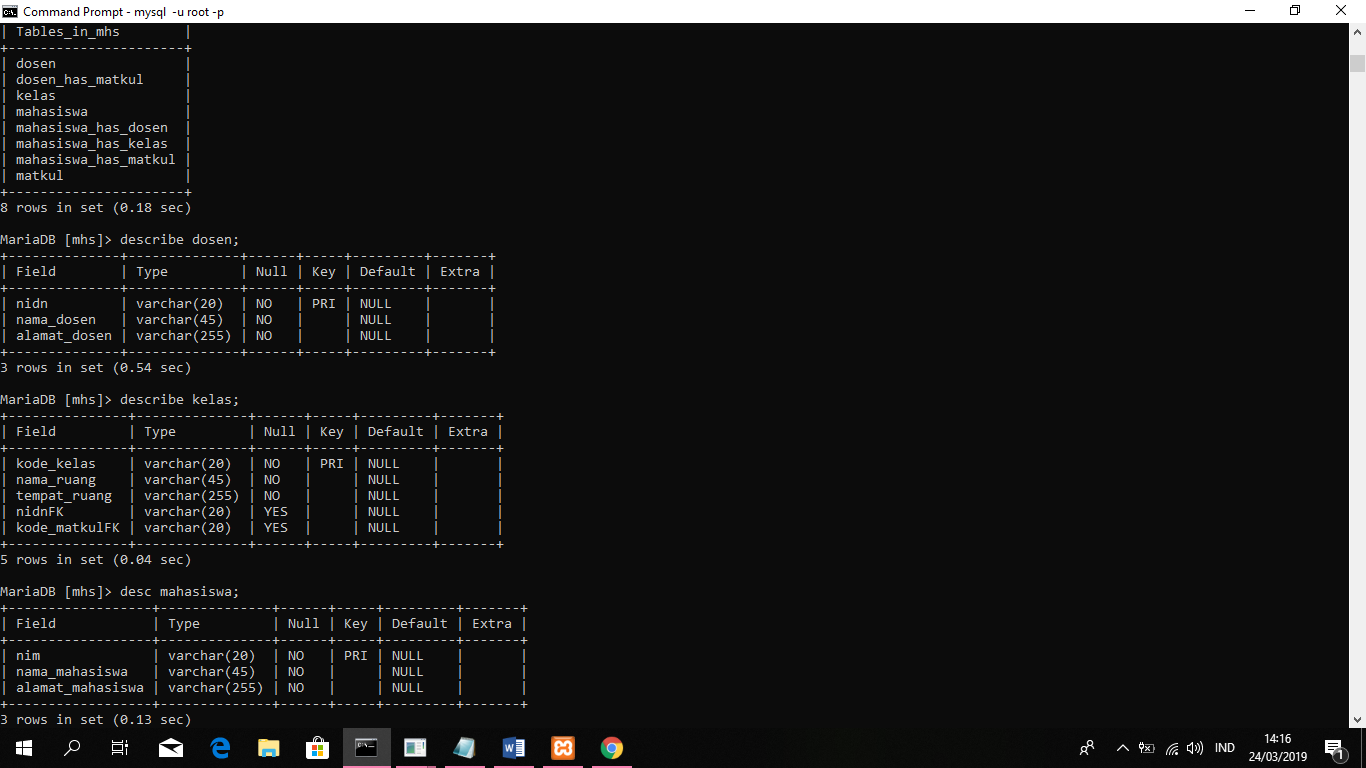 Command Prompt - mysql  -u root -p
| Tables_in_mhs        |
+----------------------+
| dosen                |
| dosen_has_matkul     |
| kelas                |
| mahasiswa            |
| mahasiswa_has_dosen  |
| mahasiswa_has_kelas  |
| mahasiswa_has_matkul |
| matkul               |
+----------------------+
8 rows in set (0.18 sec)

MariaDB [mhs]> describe dosen;
+--------------+--------------+------+-----+---------+-------+
| Field        | Type         | Null | Key | Default | Extra |
+--------------+--------------+------+-----+---------+-------+
| nidn         | varchar(20)  | NO   | PRI | NULL    |       |
| nama_dosen   | varchar(45)  | NO   |     | NULL    |       |
| alamat_dosen | varchar(255) | NO   |     | NULL    |       |
+--------------+--------------+------+-----+---------+-------+
3 rows in set (0.54 sec)

MariaDB [mhs]> describe kelas;
+---------------+--------------+------+-----+---------+-------+
| Field         | Type         | Null | Key | Default | Extra |
+---------------+--------------+------+-----+---------+-------+
| kode_kelas    | varchar(20)  | NO   | PRI | NULL    |       |
| nama_ruang    | varchar(45)  | NO   |     | NULL    |       |
| tempat_ruang  | varchar(255) | NO   |     | NULL    |       |
| nidnFK        | varchar(20)  | YES  |     | NULL    |       |
| kode_matkulFK | varchar(20)  | YES  |     | NULL    |       |
+---------------+--------------+------+-----+---------+-------+
5 rows in set (0.04 sec)

MariaDB [mhs]> desc mahasiswa;
+------------------+--------------+------+-----+---------+-------+
| Field            | Type         | Null | Key | Default | Extra |
+------------------+--------------+------+-----+---------+-------+
| nim              | varchar(20)  | NO   | PRI | NULL    |       |
| nama_mahasiswa   | varchar(45)  | NO   |     | NULL    |       |
| alamat_mahasiswa | varchar(255) | NO   |     | NULL    |       |
+------------------+--------------+------+-----+---------+-------+
3 rows in set (0.13 sec)
IND
14:16
24/03/2019
1